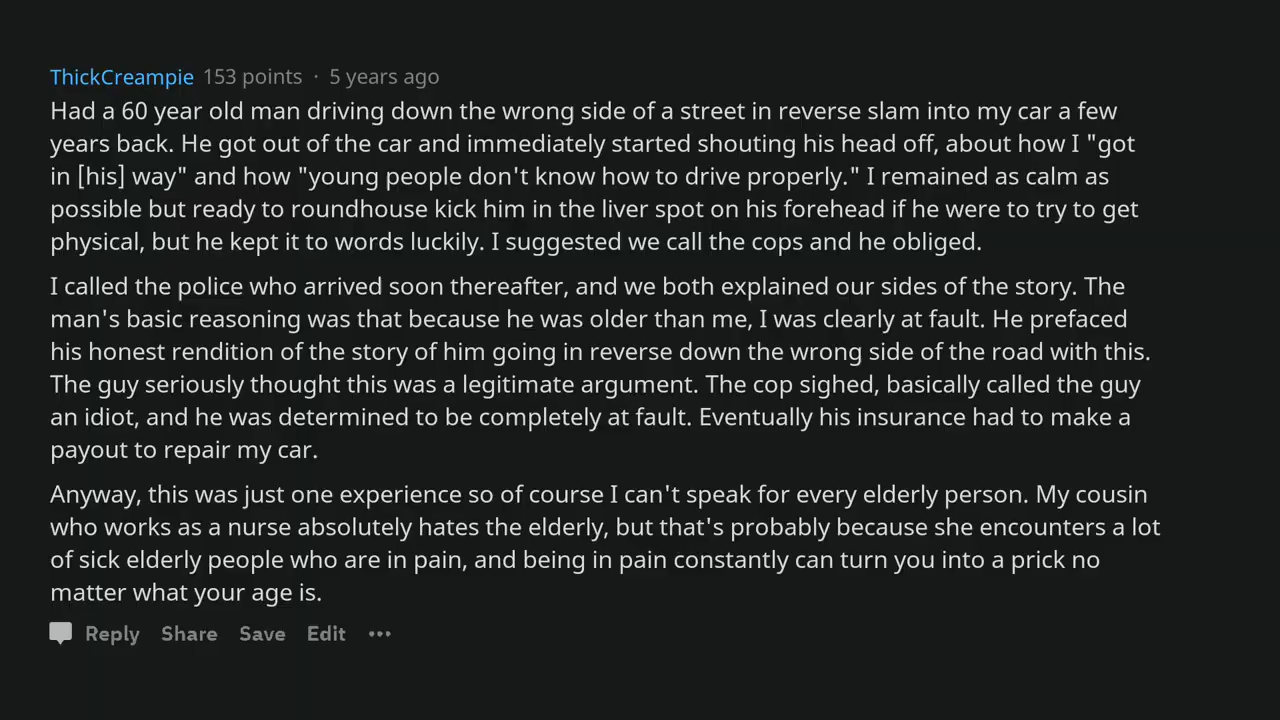 ThickCreampie 153 points · 5 years ago
Had a 60 year old man driving down the wrong side of a street in reverse slam into my car a few
years back. He got out of the car and immediately started shouting his head off, about how I "got
in [his] way" and how "young people don't know how to drive properly." I remained as calm as
possible but ready to roundhouse kick him in the liver spot on his forehead if he were to try to get
physical, but he kept it to words luckily. I suggested we call the cops and he obliged.
I called the police who arrived soon thereafter, and we both explained our sides of the story. The
man's basic reasoning was that because he was older than me, I was clearly at fault. He prefaced
his honest rendition of the story of him going in reverse down the wrong side of the road with this.
The guy seriously thought this was a legitimate argument. The cop sighed, basically called the guy
an idiot, and he was determined to be completely at fault. Eventually his insurance had to make a
payout to repair my car.
Anyway, this was just one experience so of course I can't speak for every elderly person. My cousin
who works as a nurse absolutely hates the elderly, but that's probably because she encounters a lot
of sick elderly people who are in pain, and being in pain constantly can turn you into a prick no
matter what your age is.
Reply Share Save Edit •••